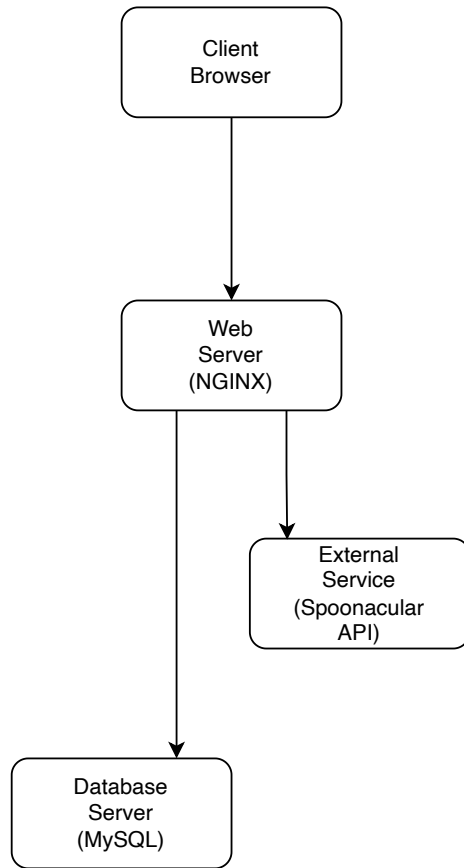 Client
Browser
Web
Server
(NGINX)
External
Service
(Spoonacular
API)
Database
Server
(MySQL)